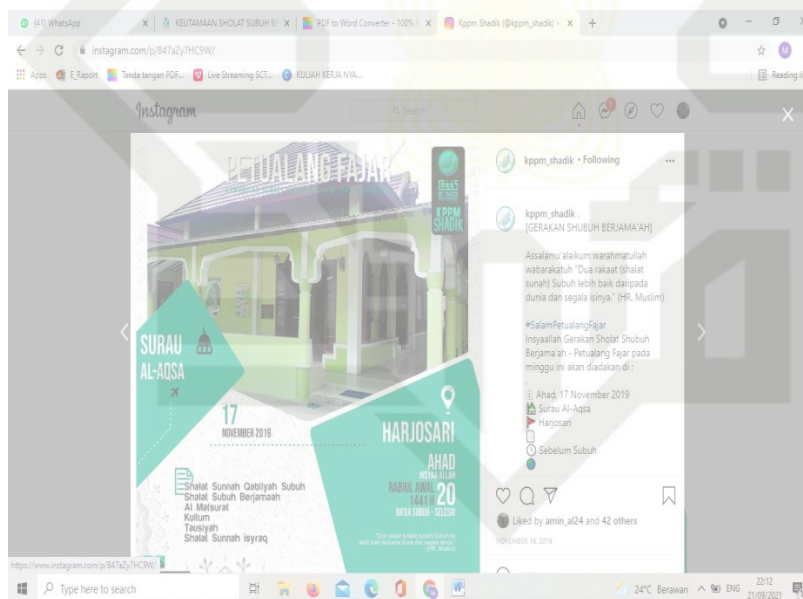 (41) WhatsApp
KEUTAMAAN SHOLAT SUBUH BE
PDF to Word Converter - 100%
Kppm Shadik (@kppm_shadik) •
instagram.com/p/B47aZy7HC9W/
Apps
E_Raport
Tanda tangan PDF...
Live Streaming SCT...
KULIAH KERJA NYA...
Reading li
Instagram
Search
PETUALANG FAJAR
KPPM
SHADIK
SURAU
AL-AQSA
17
NOVEMBER 2019
HARJOSARI
AHAD
INSYAALLAH
RABIUL AWAL 20
1441 H
BA'DA SUBUH - SELESAI
Shalat Sunnah Qabliyah Subuh
Shalat Subuh Berjamaah
Al Matsurat
Kultum
Tausiyah
Shalat Sunnah isyraq
kppm_shadik • Following
kppm_shadik .
[GERAKAN SHUBUH BERJAMA'AH]
Assalamu'alaikum warahmatullah
wabarakatuh "Dua rakaat (shalat
sunah) Subuh lebih baik daripada
dunia dan segala isinya." (HR. Muslim)
#SalamPetualangFajar
Insyaallah Gerakan Sholat Shubuh
Berjama'ah - Petualang Fajar pada
minggu ini akan diadakan di :
.
Ahad, 17 November 2019
Surau Al-Aqsa
Harjosari
Sebelum Subuh
Liked by amin_al24 and 42 others
NOVEMBER 16, 2019
https://www.instagram.com/p/B47aZy7HC9W/
Type here to search
24°C Berawan
ENG
22:12
21/09/2021